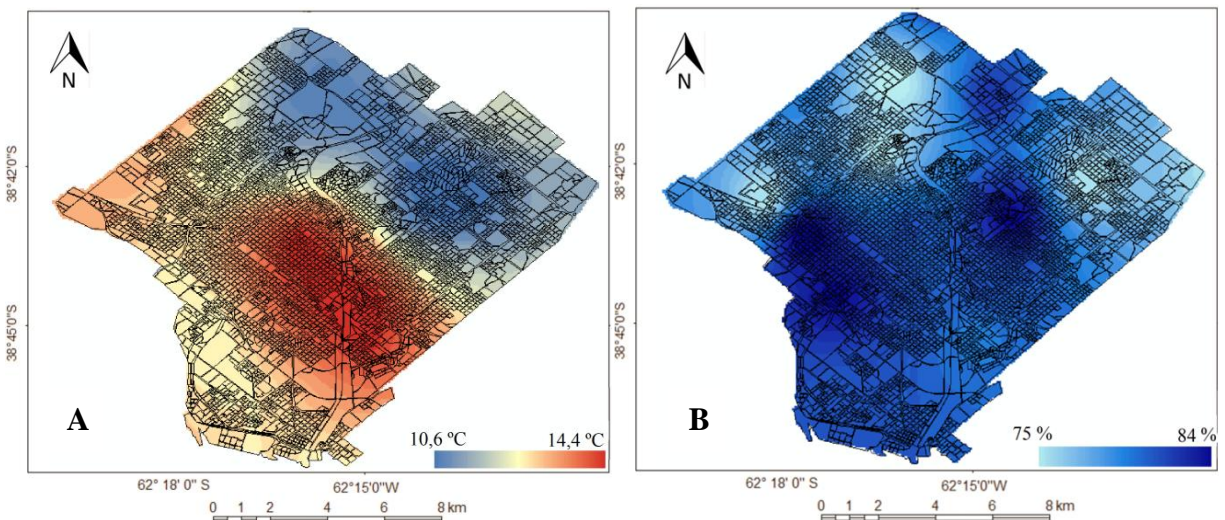 N
38°42'0"S
38°45'0"S
A
10,6 ºC
14,4 ºC
62° 18' 0" S
62°15'0"W
0 1 2 4 6 8 km
N
38°42'0"S
38°45'0"S
B
75 %
84 %
62° 18' 0" S
62°15'0"W
0 1 2 4 6 8 km